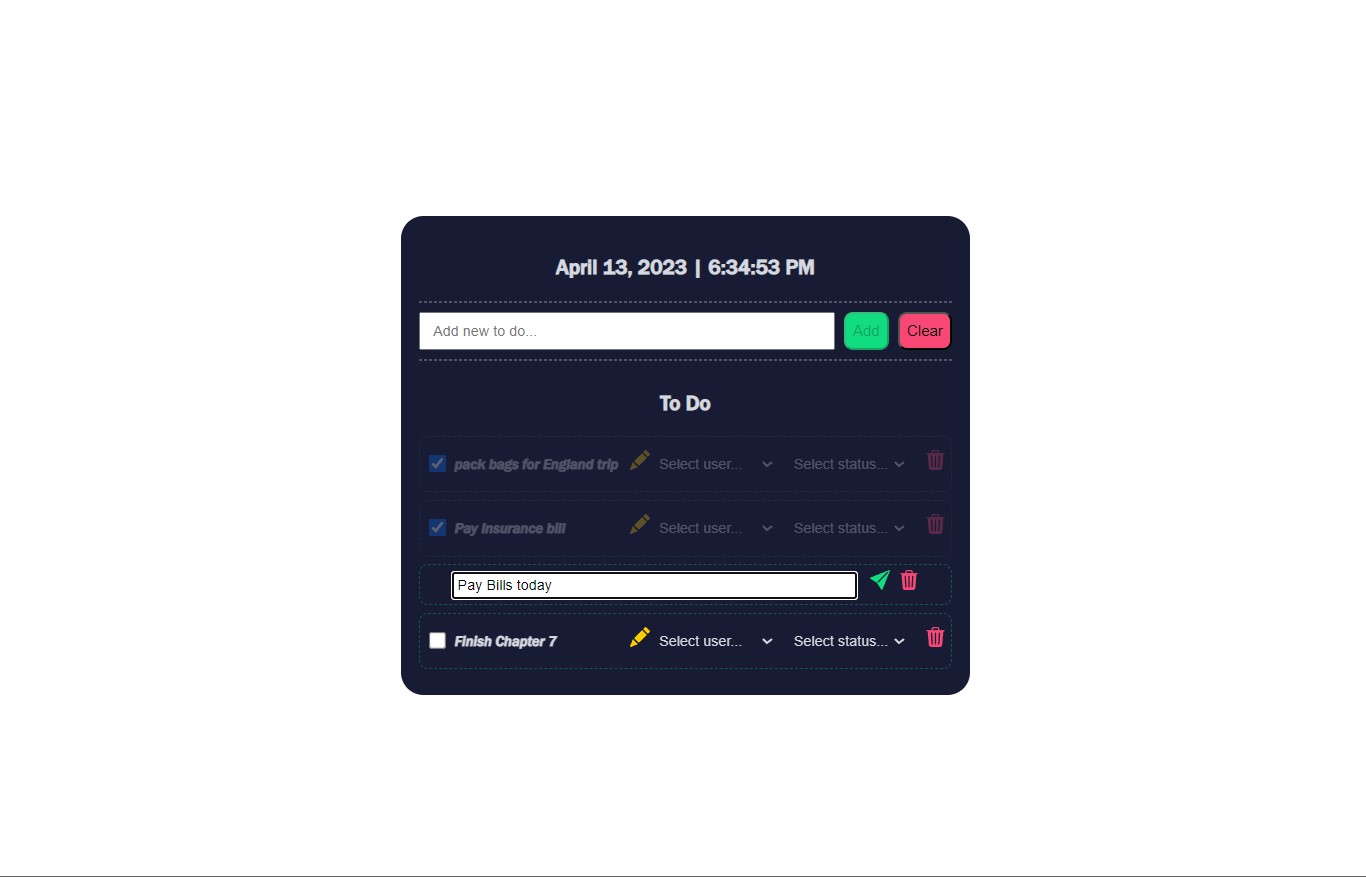 April 13, 2023 | 6:34:53 PM
Add new to do... Add Clear
To Do
pack bags for England trip Select user... Select status...
Pay Insurance bill Select user... Select status...
Pay Bills today
Finish Chapter 7 Select user... Select status...